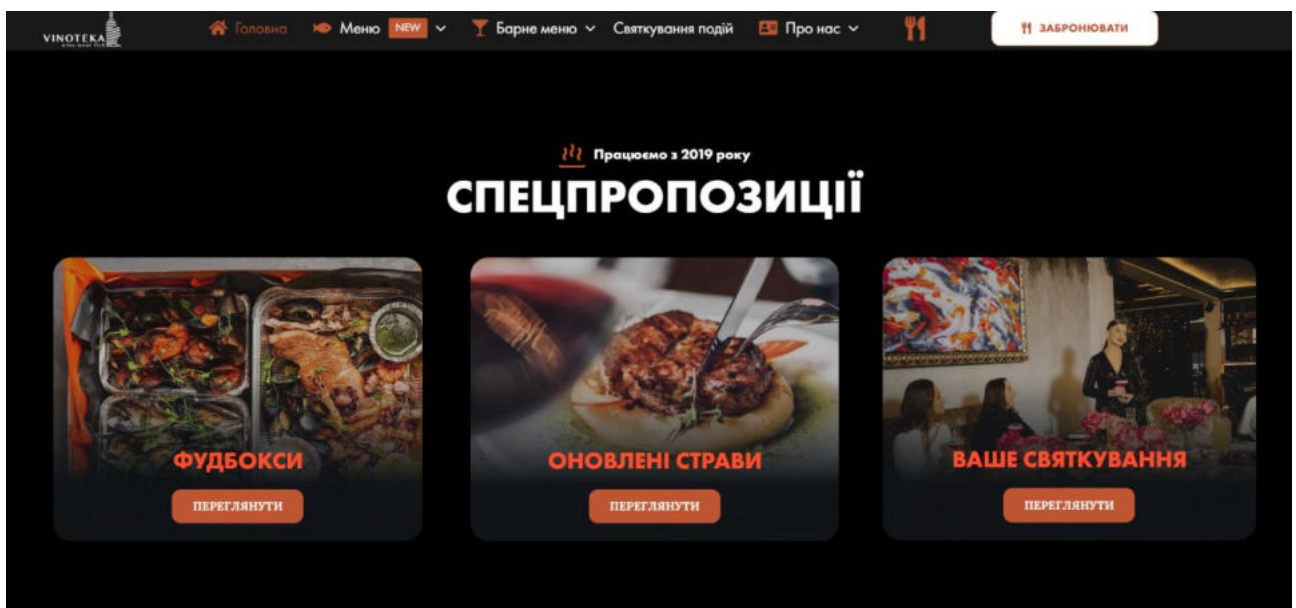 VINOTEKA
Головна
Меню NEW
Барне меню
Святкування подій
Про нас
ЗАБРОНЮВАТИ
Працюємо з 2019 року
СПЕЦПРОПОЗИЦІЇ
ФУДБОКСИ
ОНОВЛЕНІ СТРАВИ
ВАШЕ СВЯТКУВАННЯ
ПЕРЕГЛЯНУТИ
ПЕРЕГЛЯНУТИ
ПЕРЕГЛЯНУТИ